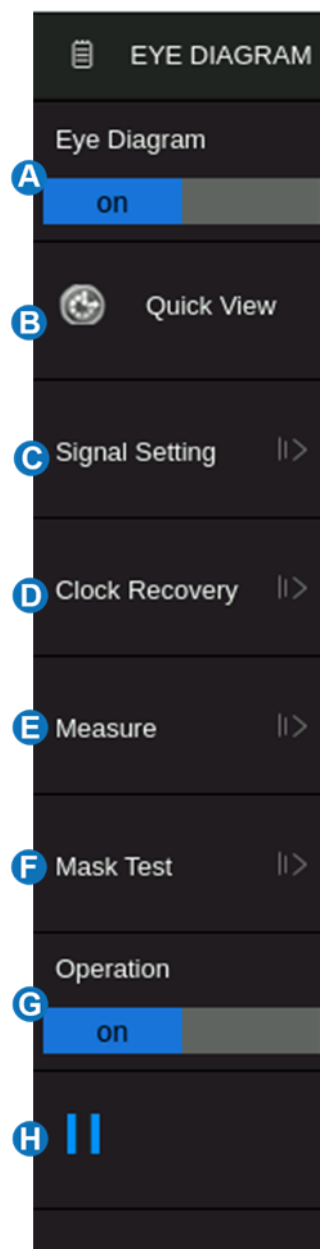 EYE DIAGRAM
Eye Diagram
A
on
B
Quick View
C
Signal Setting
D
Clock Recovery
E
Measure
F
Mask Test
Operation
G
on
H